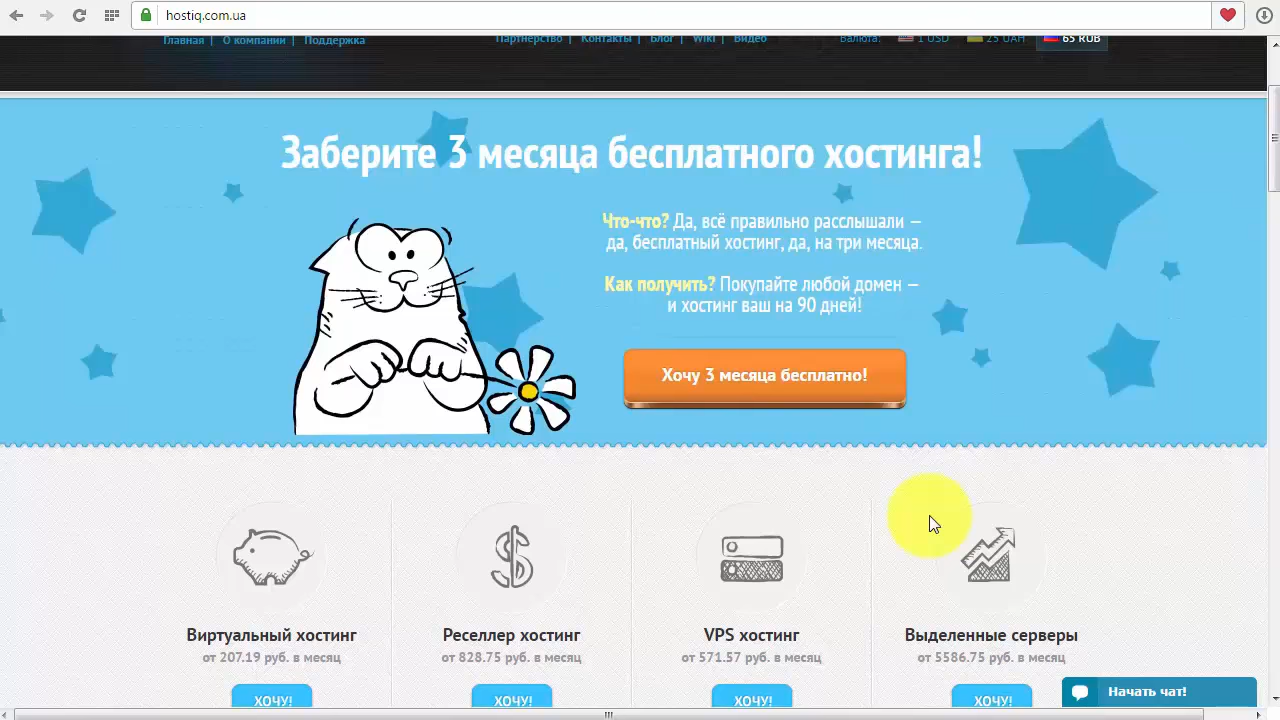 hostiq.com.ua
Главная | О компании | Поддержка
Партнерство | Контакты | Блог | Wiki | Видео
Валюта: 1 USD 25 UAH 65 RUB
Заберите 3 месяца бесплатного хостинга!
Что-что? Да, всё правильно расслышали —
да, бесплатный хостинг, да, на три месяца.
Как получить? Покупайте любой домен —
и хостинг ваш на 90 дней!
Хочу 3 месяца бесплатно!
Виртуальный хостинг
от 207.19 руб. в месяц
ХОЧУ!
Реселлер хостинг
от 828.75 руб. в месяц
ХОЧУ!
VPS хостинг
от 571.57 руб. в месяц
ХОЧУ!
Выделенные серверы
от 5586.75 руб. в месяц
ХОЧУ!
Начать чат!